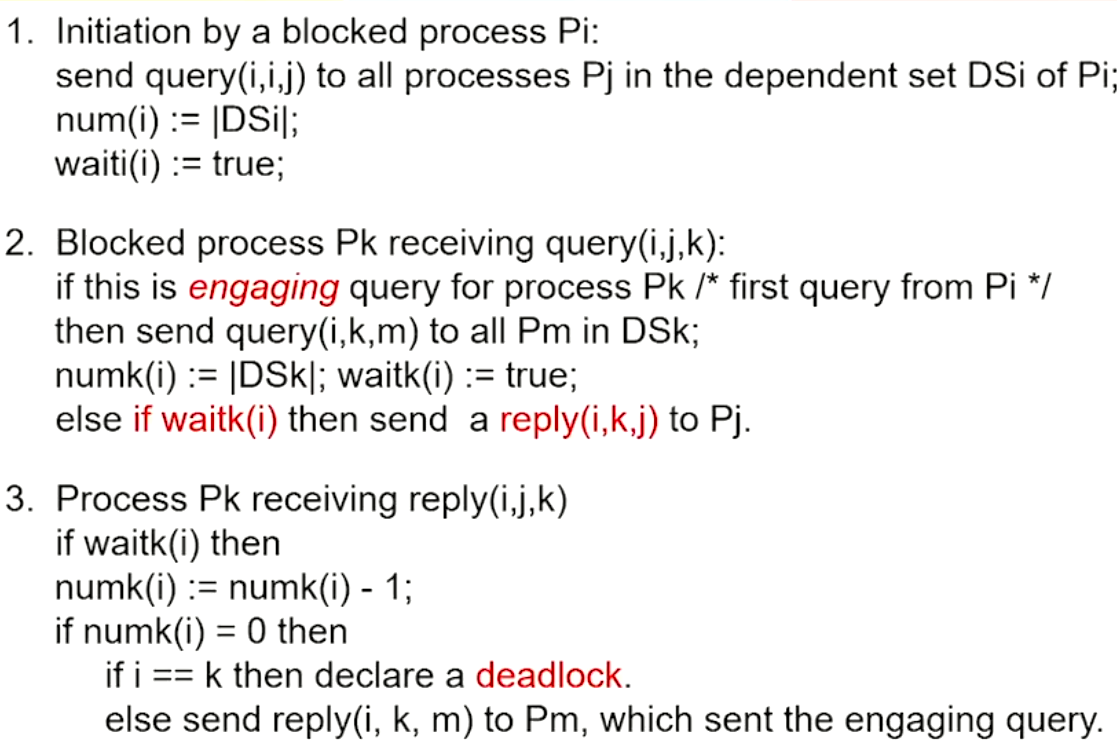 1. Initiation by a blocked process Pi:
send query(i,i,j) to all processes Pj in the dependent set DSi of Pi;
num(i) := |DSi|;
waiti(i) := true;
2. Blocked process Pk receiving query(i,j,k):
if this is engaging query for process Pk /* first query from Pi */
then send query(i,k,m) to all Pm in DSk;
numk(i) := |DSk|; waitk(i) := true;
else if waitk(i) then send a reply(i,k,j) to Pj.
3. Process Pk receiving reply(i,j,k)
if waitk(i) then
numk(i) := numk(i) - 1;
if numk(i) = 0 then
if i == k then declare a deadlock.
else send reply(i, k, m) to Pm, which sent the engaging query.